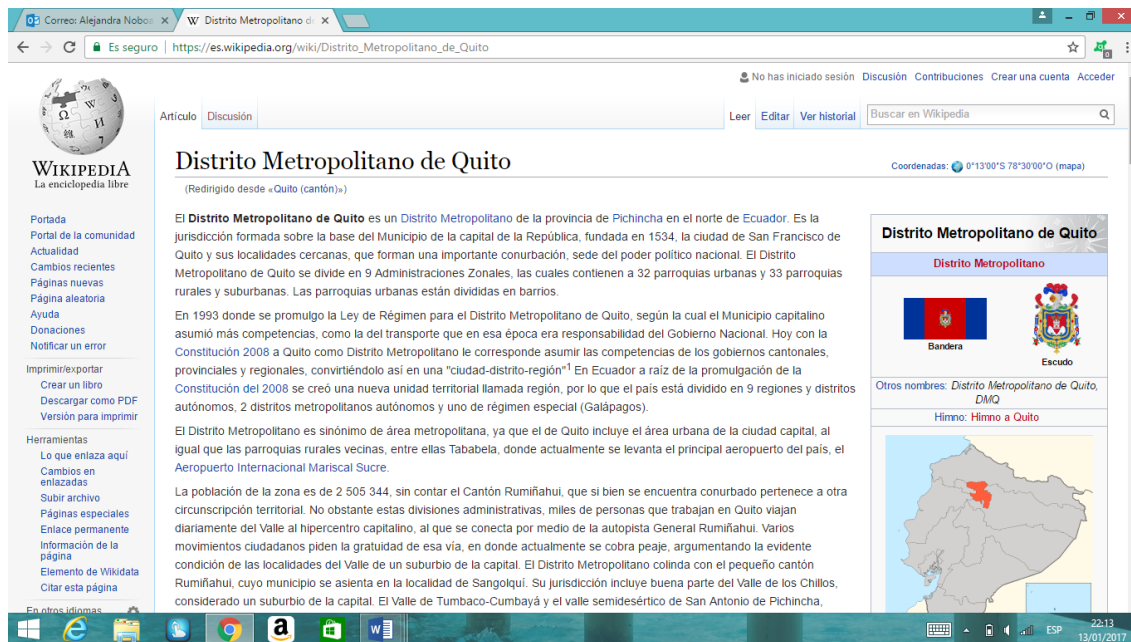 Correo: Alejandra Noboa
Distrito Metropolitano de
Es seguro | https://es.wikipedia.org/wiki/Distrito_Metropolitano_de_Quito
No has iniciado sesión Discusión Contribuciones Crear una cuenta Acceder
Artículo Discusión Leer Editar Ver historial Buscar en Wikipedia
WIKIPEDIA
La enciclopedia libre
Portada
Portal de la comunidad
Actualidad
Cambios recientes
Páginas nuevas
Página aleatoria
Ayuda
Donaciones
Notificar un error
Imprimir/exportar
Crear un libro
Descargar como PDF
Versión para imprimir
Herramientas
Lo que enlaza aquí
Cambios en
enlazadas
Subir archivo
Páginas especiales
Enlace permanente
Información de la
página
Elemento de Wikidata
Citar esta página
En otros idiomas
Distrito Metropolitano de Quito
Coordenadas: 0°13′00″S 78°30′00″O (mapa)
(Redirigido desde «Quito (cantón)»)
El Distrito Metropolitano de Quito es un Distrito Metropolitano de la provincia de Pichincha en el norte de Ecuador. Es la
jurisdicción formada sobre la base del Municipio de la capital de la República, fundada en 1534, la ciudad de San Francisco de
Quito y sus localidades cercanas, que forman una importante conurbación, sede del poder político nacional. El Distrito
Metropolitano de Quito se divide en 9 Administraciones Zonales, las cuales contienen a 32 parroquias urbanas y 33 parroquias
rurales y suburbanas. Las parroquias urbanas están divididas en barrios.
En 1993 donde se promulgo la Ley de Régimen para el Distrito Metropolitano de Quito, según la cual el Municipio capitalino
asumió más competencias, como la del transporte que en esa época era responsabilidad del Gobierno Nacional. Hoy con la
Constitución 2008 a Quito como Distrito Metropolitano le corresponde asumir las competencias de los gobiernos cantonales,
provinciales y regionales, convirtiéndolo así en una "ciudad-distrito-región"1 En Ecuador a raíz de la promulgación de la
Constitución del 2008 se creó una nueva unidad territorial llamada región, por lo que el país está dividido en 9 regiones y distritos
autónomos, 2 distritos metropolitanos autónomos y uno de régimen especial (Galápagos).
El Distrito Metropolitano es sinónimo de área metropolitana, ya que el de Quito incluye el área urbana de la ciudad capital, al
igual que las parroquias rurales vecinas, entre ellas Tababela, donde actualmente se levanta el principal aeropuerto del país, el
Aeropuerto Internacional Mariscal Sucre.
La población de la zona es de 2 505 344, sin contar el Cantón Rumiñahui, que si bien se encuentra conurbado pertenece a otra
circunscripción territorial. No obstante estas divisiones administrativas, miles de personas que trabajan en Quito viajan
diariamente del Valle al hipercentro capitalino, al que se conecta por medio de la autopista General Rumiñahui. Varios
movimientos ciudadanos piden la gratuidad de esa vía, en donde actualmente se cobra peaje, argumentando la evidente
condición de las localidades del Valle de un suburbio de la capital. El Distrito Metropolitano colinda con el pequeño cantón
Rumiñahui, cuyo municipio se asienta en la localidad de Sangolquí. Su jurisdicción incluye buena parte del Valle de los Chillos,
considerado un suburbio de la capital. El Valle de Tumbaco-Cumbayá y el valle semidesértico de San Antonio de Pichincha,
Distrito Metropolitano de Quito
Distrito Metropolitano
Bandera
Escudo
Otros nombres: Distrito Metropolitano de Quito,
DMQ
Himno: Himno a Quito
ESP
22:13
13/01/2017